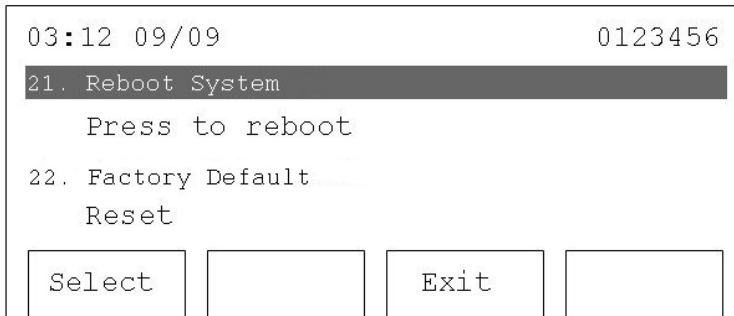 03:12 09/09 0123456
21. Reboot System
Press to reboot
22. Factory Default
Reset
Select Exit